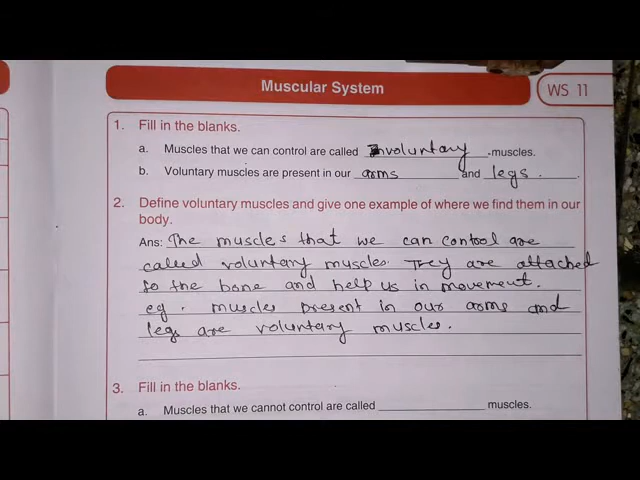 Muscular System
WS 11
1. Fill in the blanks.
a. Muscles that we can control are called voluntary muscles.
b. Voluntary muscles are present in our arms and legs.
2. Define voluntary muscles and give one example of where we find them in our
body.
Ans: The muscles that we can control are
called voluntary muscles. They are attached
to the bone and help us in movement.
eg. muscles present in our arms and
legs are voluntary muscles.
3. Fill in the blanks.
a. Muscles that we cannot control are called ____________ muscles.